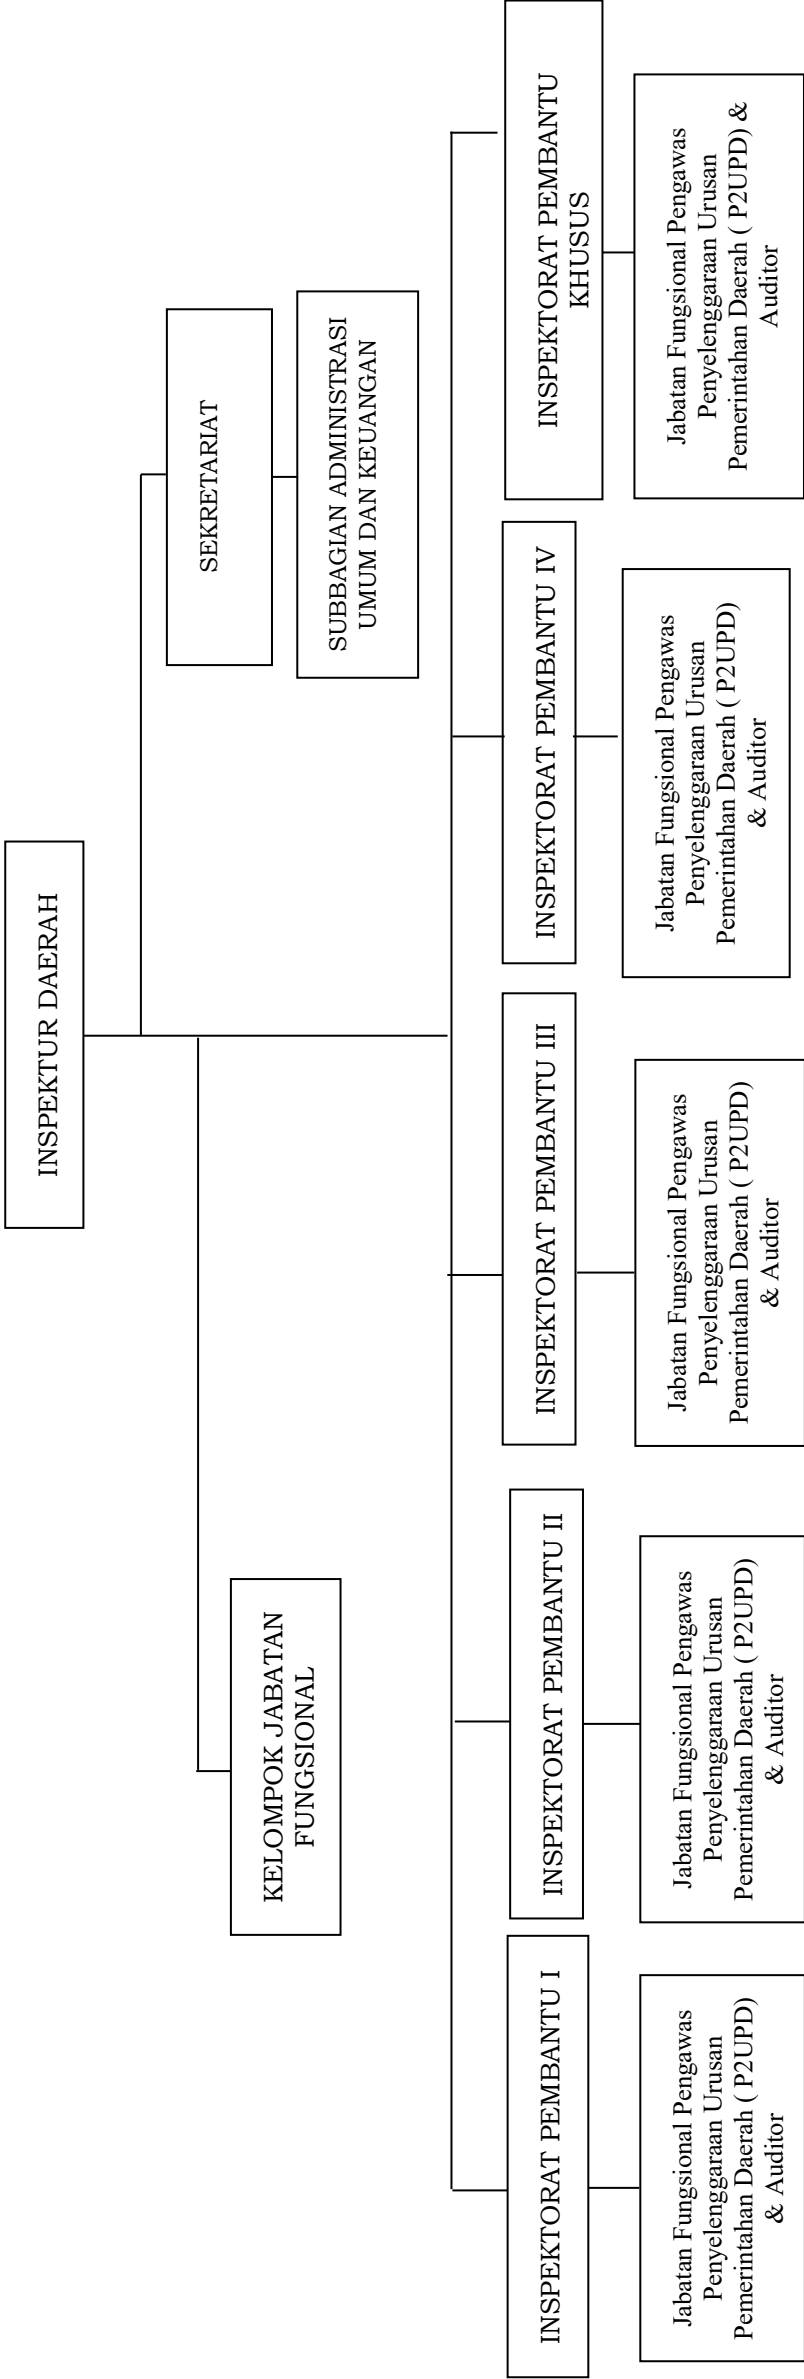 INSPEKTUR DAERAH
SEKRETARIAT
SUBBAGIAN ADMINISTRASI
UMUM DAN KEUANGAN
KELOMPOK JABATAN
FUNGSIONAL
INSPEKTORAT PEMBANTU I
INSPEKTORAT PEMBANTU II
INSPEKTORAT PEMBANTU III
INSPEKTORAT PEMBANTU IV
INSPEKTORAT PEMBANTU
KHUSUS
Jabatan Fungsional Pengawas
Penyelenggaraan Urusan
Pemerintahan Daerah ( P2UPD)
& Auditor
Jabatan Fungsional Pengawas
Penyelenggaraan Urusan
Pemerintahan Daerah ( P2UPD)
& Auditor
Jabatan Fungsional Pengawas
Penyelenggaraan Urusan
Pemerintahan Daerah ( P2UPD)
& Auditor
Jabatan Fungsional Pengawas
Penyelenggaraan Urusan
Pemerintahan Daerah ( P2UPD)
& Auditor
Jabatan Fungsional Pengawas
Penyelenggaraan Urusan
Pemerintahan Daerah ( P2UPD) &
Auditor